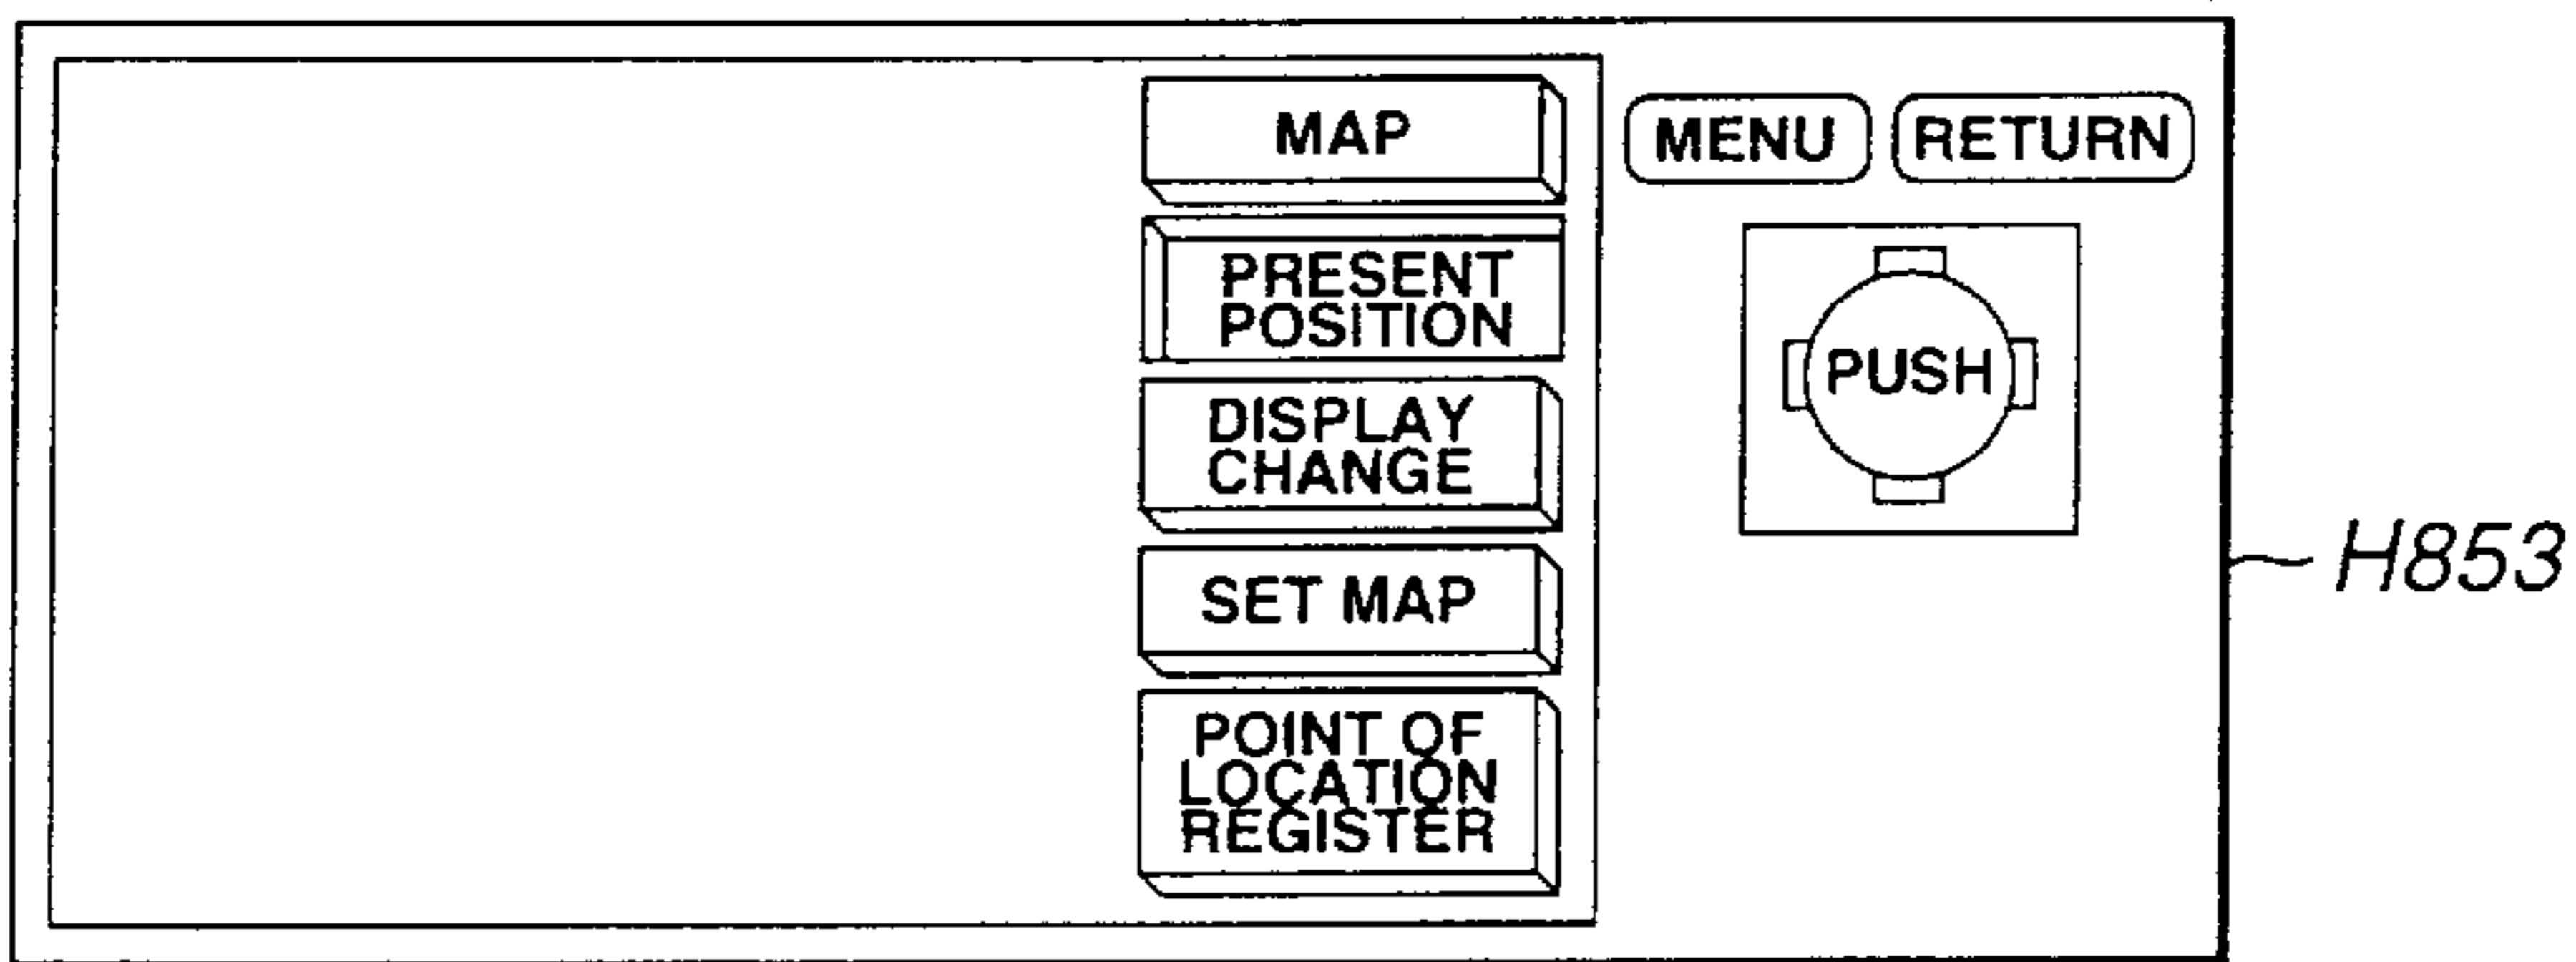 MAP
PRESENT
POSITION
DISPLAY
CHANGE
SET MAP
POINT OF
LOCATION
REGISTER
MENU
RETURN
PUSH
H853